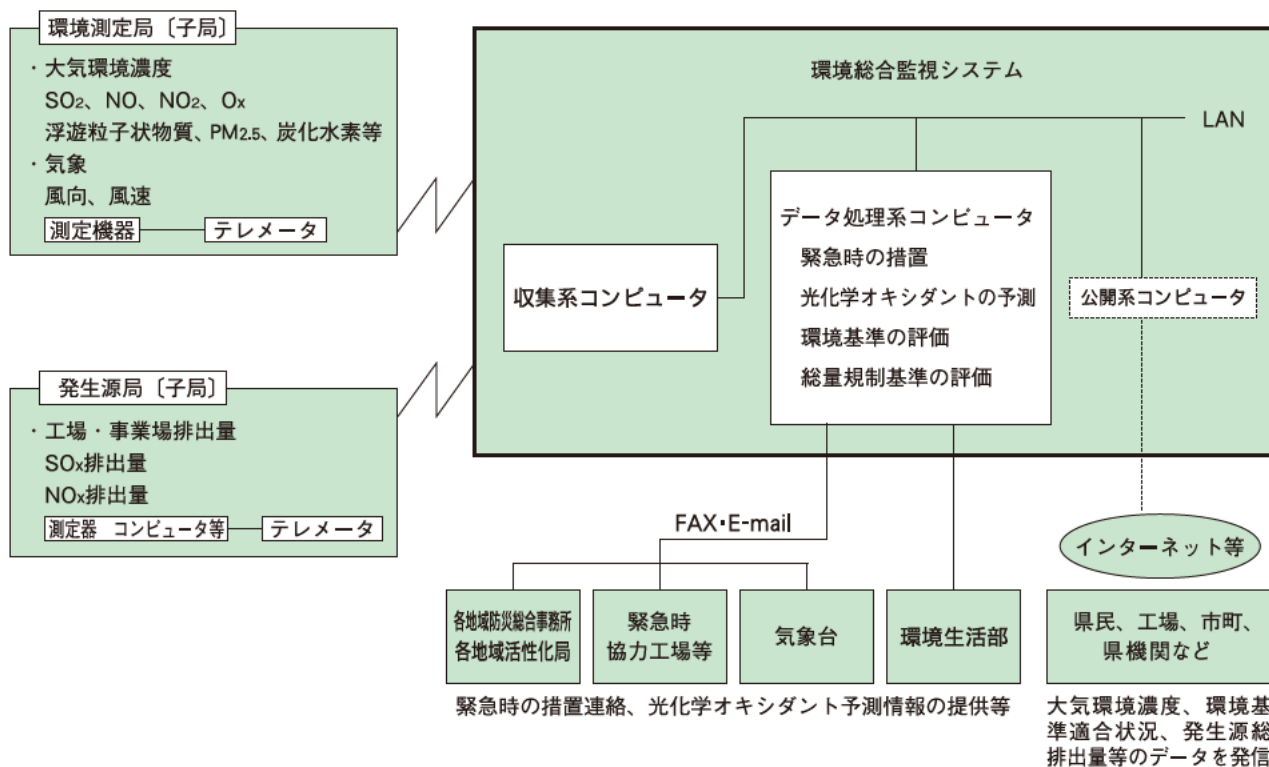 環境測定局〔子局〕
・大気環境濃度
SO₂、NO、NO₂、Oₓ
浮遊粒子状物質、PM₂.₅、炭化水素等
・気象
風向、風速
測定機器
テレメータ
発生源局〔子局〕
・工場・事業場排出量
SOₓ排出量
NOₓ排出量
測定器 コンピュータ等
テレメータ
環境総合監視システム
LAN
収集系コンピュータ
データ処理系コンピュータ
緊急時の措置
光化学オキシダントの予測
環境基準の評価
総量規制基準の評価
公開系コンピュータ
FAX・E-mail
インターネット等
各地域防災総合事務所
各地域活性化局
緊急時
協力工場等
気象台
環境生活部
県民、工場、市町、
県機関など
緊急時の措置連絡、光化学オキシダント予測情報の提供等
大気環境濃度、環境基
準適合状況、発生源総
排出量等のデータを発信